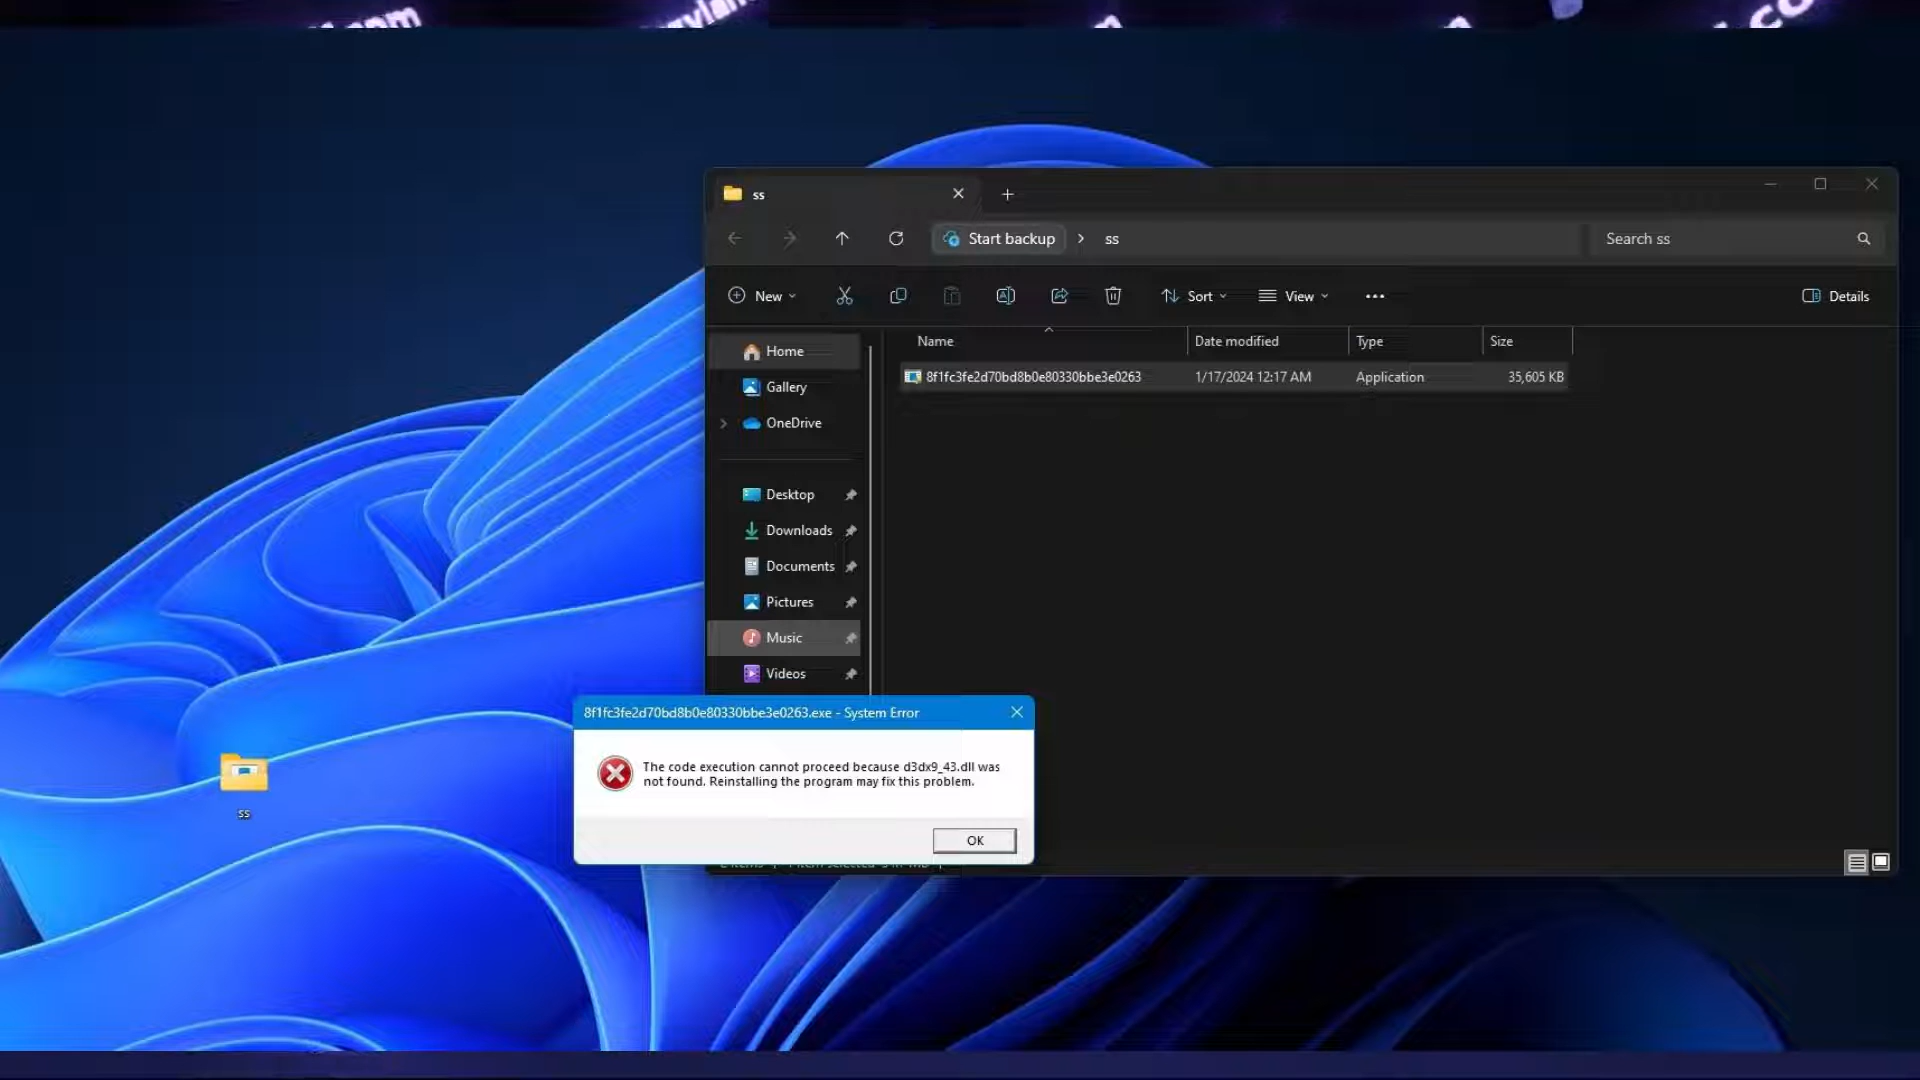 ss
Start backup
ss
Search ss
New
Sort
View
Details
Name
Date modified
Type
Size
8f1fc3fe2d70bd8b0e80330bbe3e0263
1/17/2024 12:17 AM
Application
35,605 KB
Home
Gallery
OneDrive
Desktop
Downloads
Documents
Pictures
Music
Videos
8f1fc3fe2d70bd8b0e80330bbe3e0263.exe - System Error
The code execution cannot proceed because d3dx9_43.dll was
not found. Reinstalling the program may fix this problem.
OK
ss